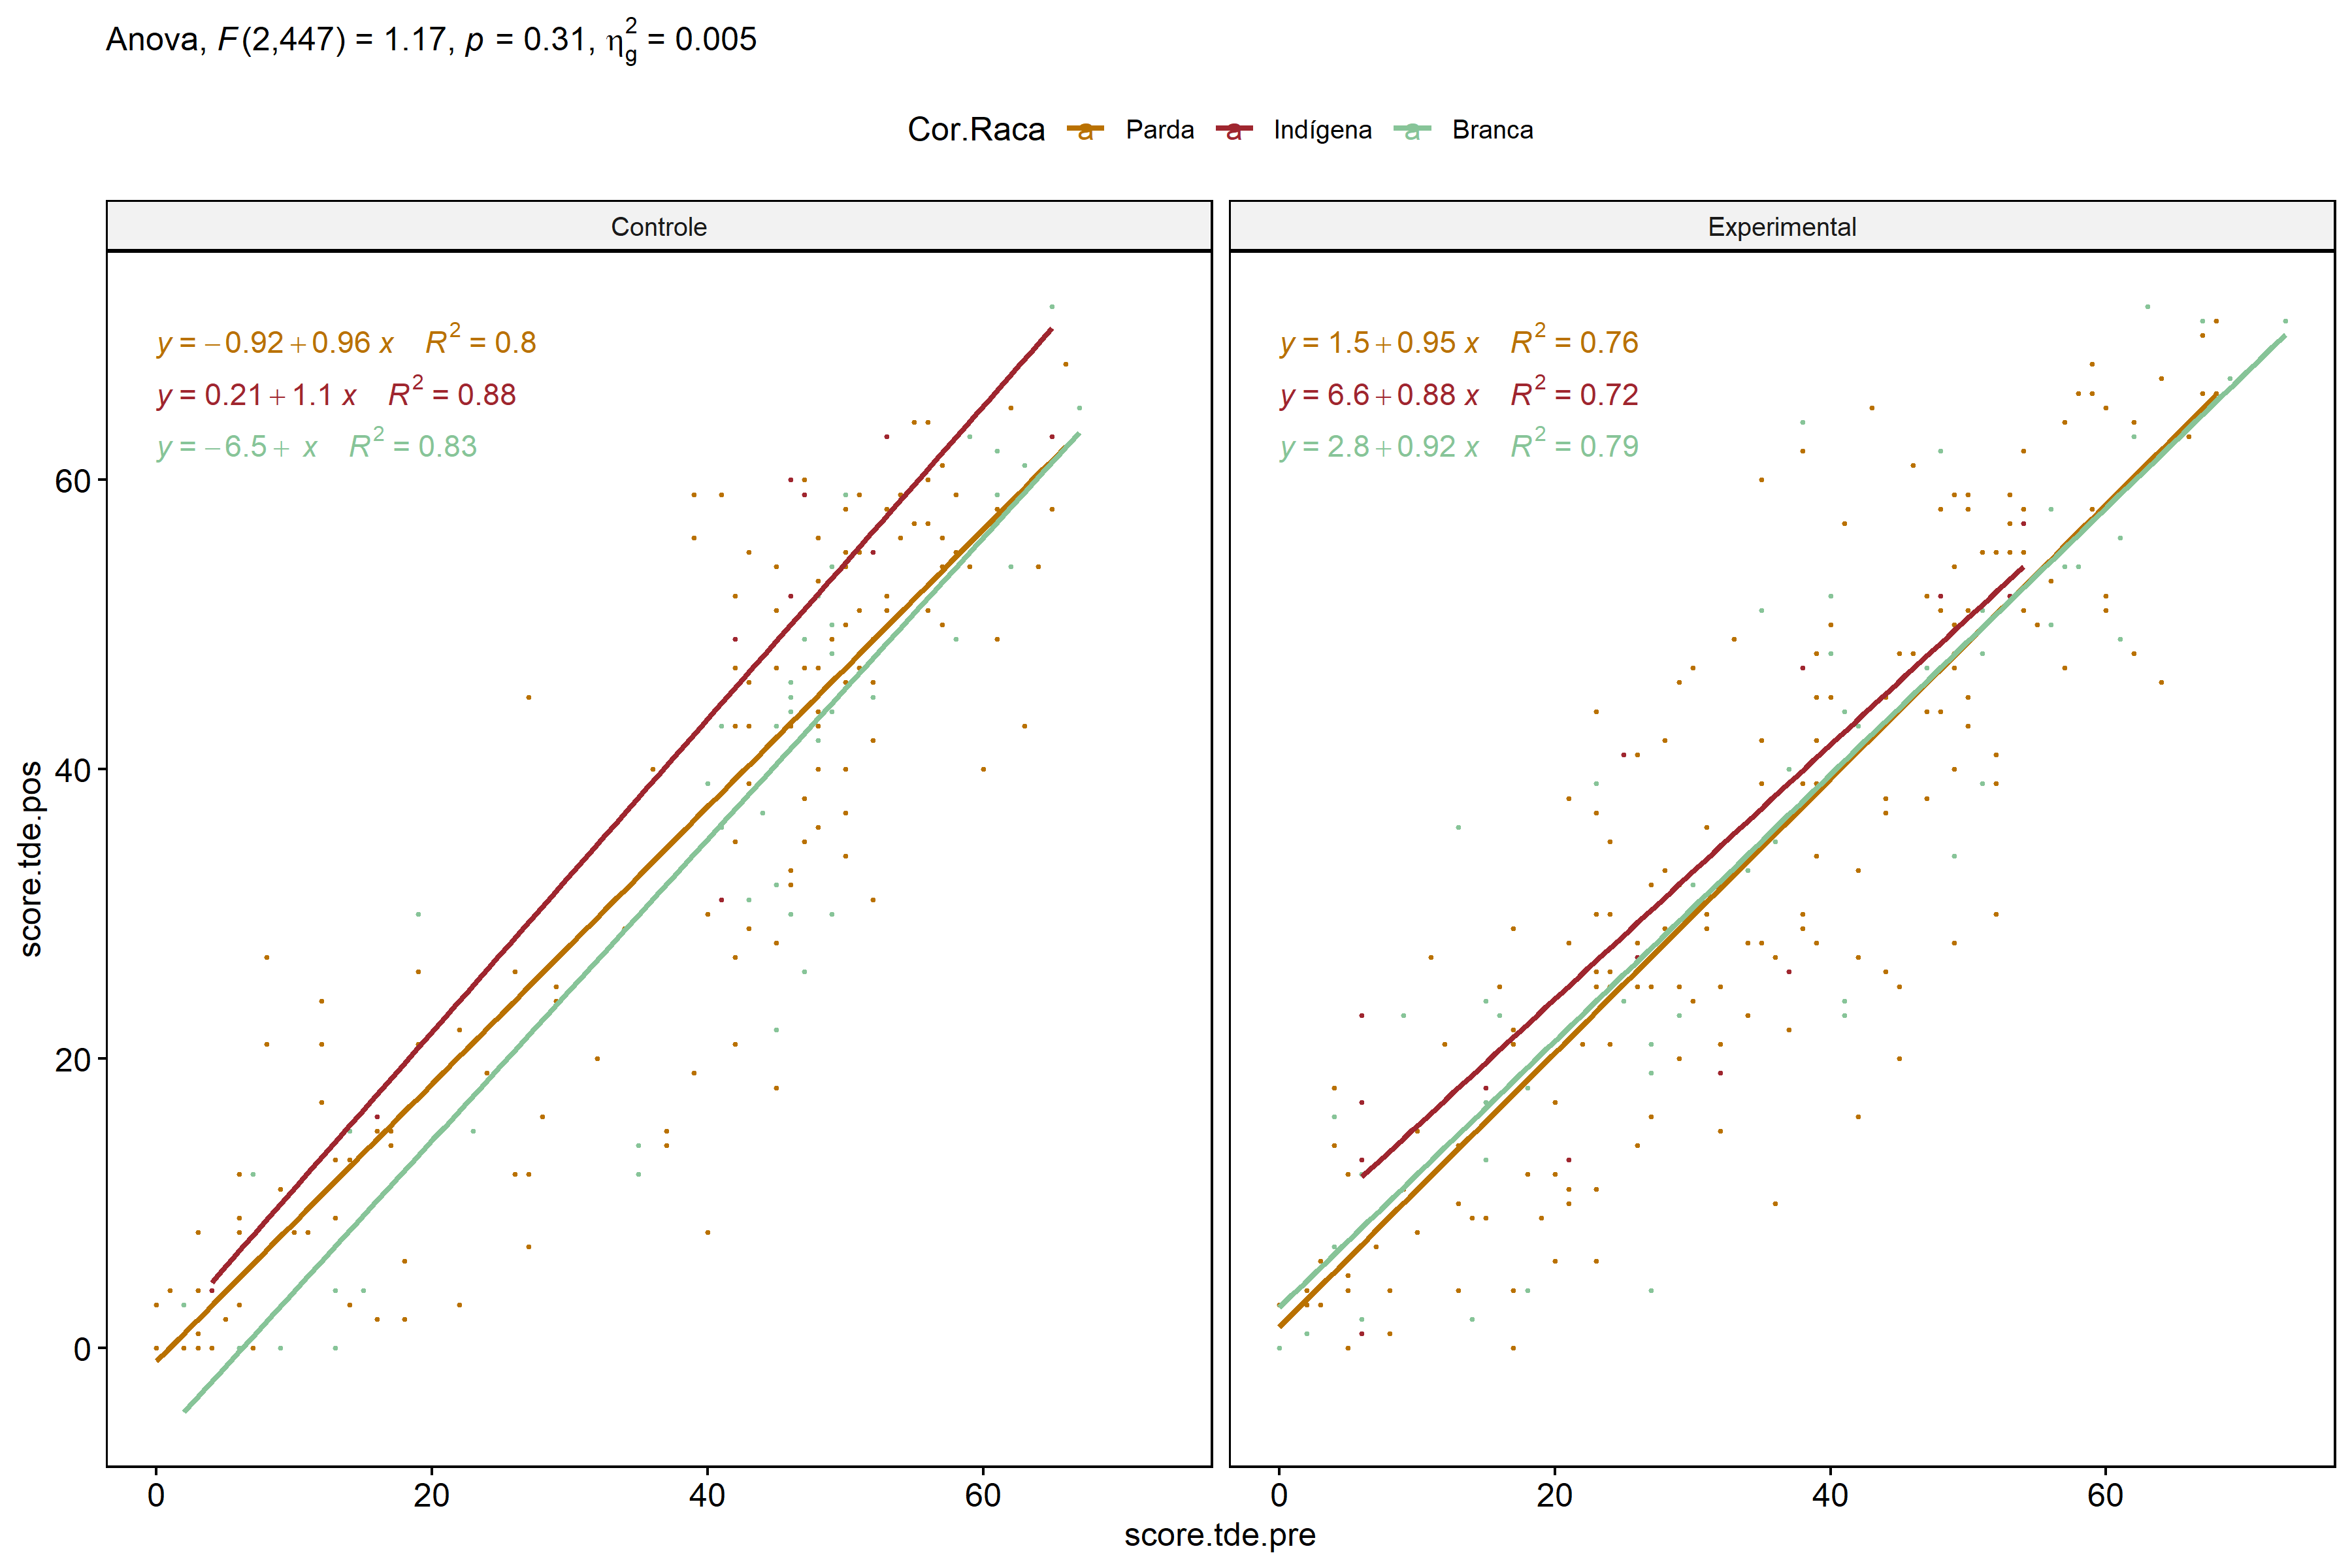 Anova, F(2,447) = 1.17, p = 0.31, η²g = 0.005
Cor.Raca a Parda a Indígena a Branca
Controle
Experimental
y = −0.92 + 0.96 x R² = 0.8
y = 0.21 + 1.1 x R² = 0.88
y = −6.5 + x R² = 0.83
y = 1.5 + 0.95 x R² = 0.76
y = 6.6 + 0.88 x R² = 0.72
y = 2.8 + 0.92 x R² = 0.79
score.tde.pos
60
40
20
0
0 20 40 60
0 20 40 60
score.tde.pre